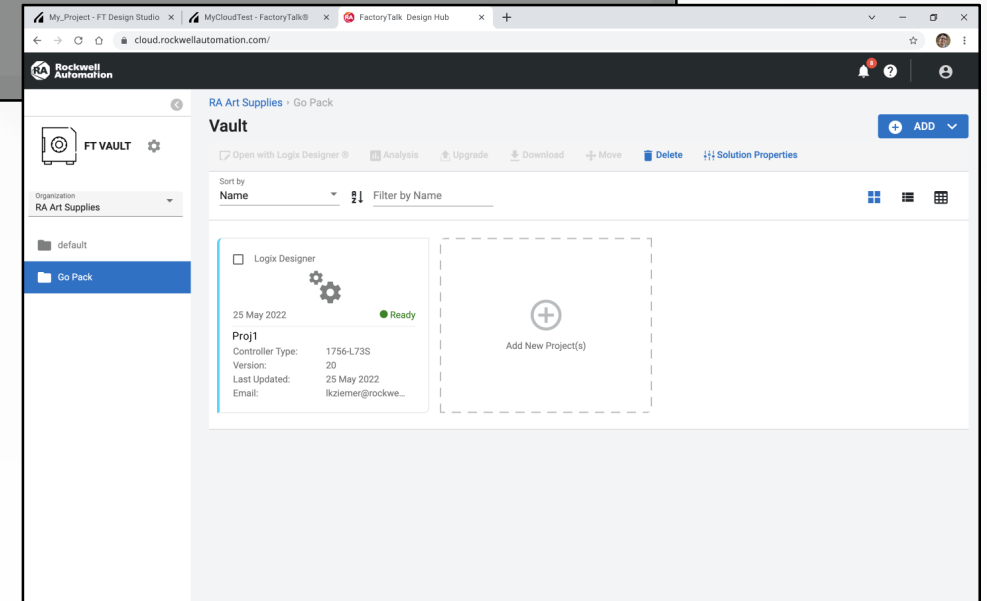 My_Project - FT Design Studio
MyCloudTest - FactoryTalk®
FactoryTalk Design Hub
cloud.rockwellautomation.com/
RA
Rockwell
Automation
8
RA Art Supplies › Go Pack
Vault
ADD
FT VAULT
Open with Logix Designer ®
Analysis
Upgrade
Download
Move
Delete
Solution Properties
Organization
RA Art Supplies
Sort by
Name
Filter by Name
default
Go Pack
Logix Designer
25 May 2022
Ready
Proj1
Controller Type: 1756-L73S
Version: 20
Last Updated: 25 May 2022
Email: lkziemer@rockwe...
Add New Project(s)